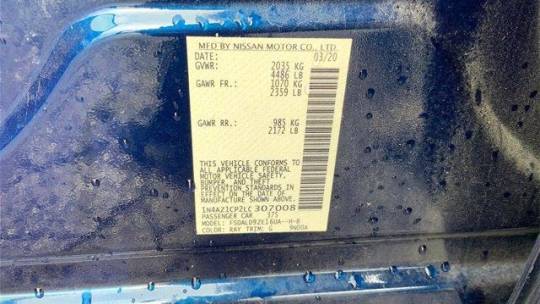 MFD BY NISSAN MOTOR CO., LTD.
DATE: 03/20
GVWR: 2035 KG
4486 LB
GAWR FR.: 1070 KG
2359 LB
GAWR RR.: 985 KG
2172 LB
THIS VEHICLE CONFORMS TO
ALL APPLICABLE FEDERAL
MOTOR VEHICLE SAFETY,
BUMPER, AND THEFT
PREVENTION STANDARDS IN
EFFECT ON THE DATE OF
MANUFACTURE SHOWN ABOVE.
1N4AZ1CP2LC 307008
PASSENGER CAR 375
MODEL:
COLOR: RAY TRIM: G